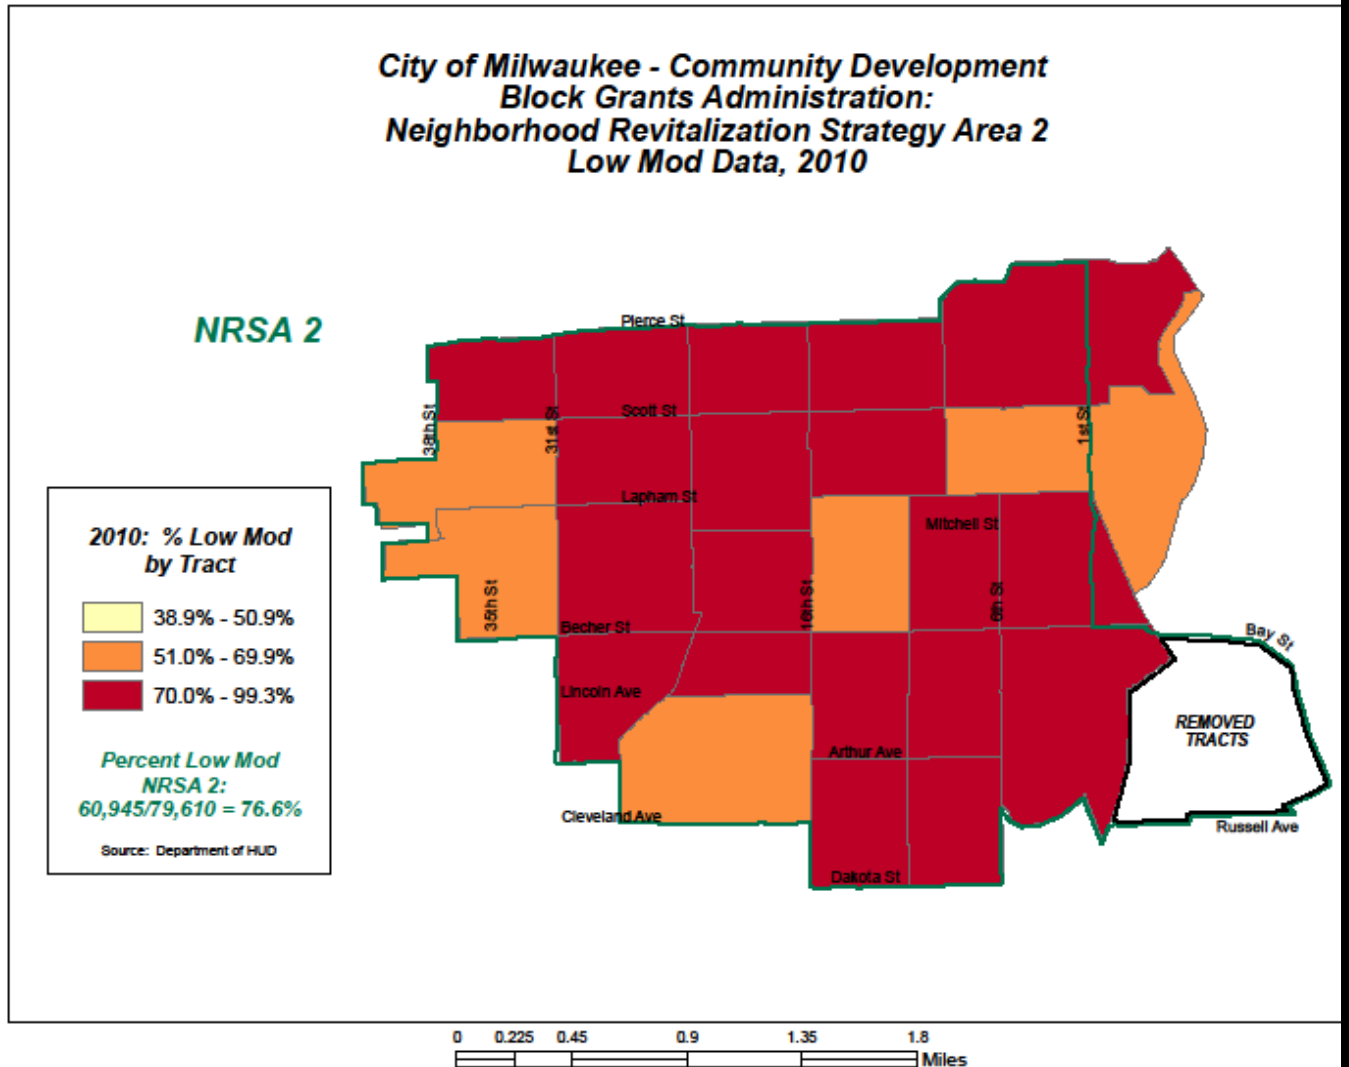 City of Milwaukee - Community Development
Block Grants Administration:
Neighborhood Revitalization Strategy Area 2
Low Mod Data, 2010
NRSA 2
Pierce St
Scott St
38th St
31st St
1st St
Lapham St
Mitchell St
35th St
16th St
6th St
Becher St
Bay St
Lincoln Ave
REMOVED
TRACTS
Arthur Ave
Cleveland Ave
Russell Ave
Dakota St
2010: % Low Mod
by Tract
38.9% - 50.9%
51.0% - 69.9%
70.0% - 99.3%
Percent Low Mod
NRSA 2:
60,945/79,610 = 76.6%
Source: Department of HUD
0 0.225 0.45 0.9 1.35 1.8
Miles